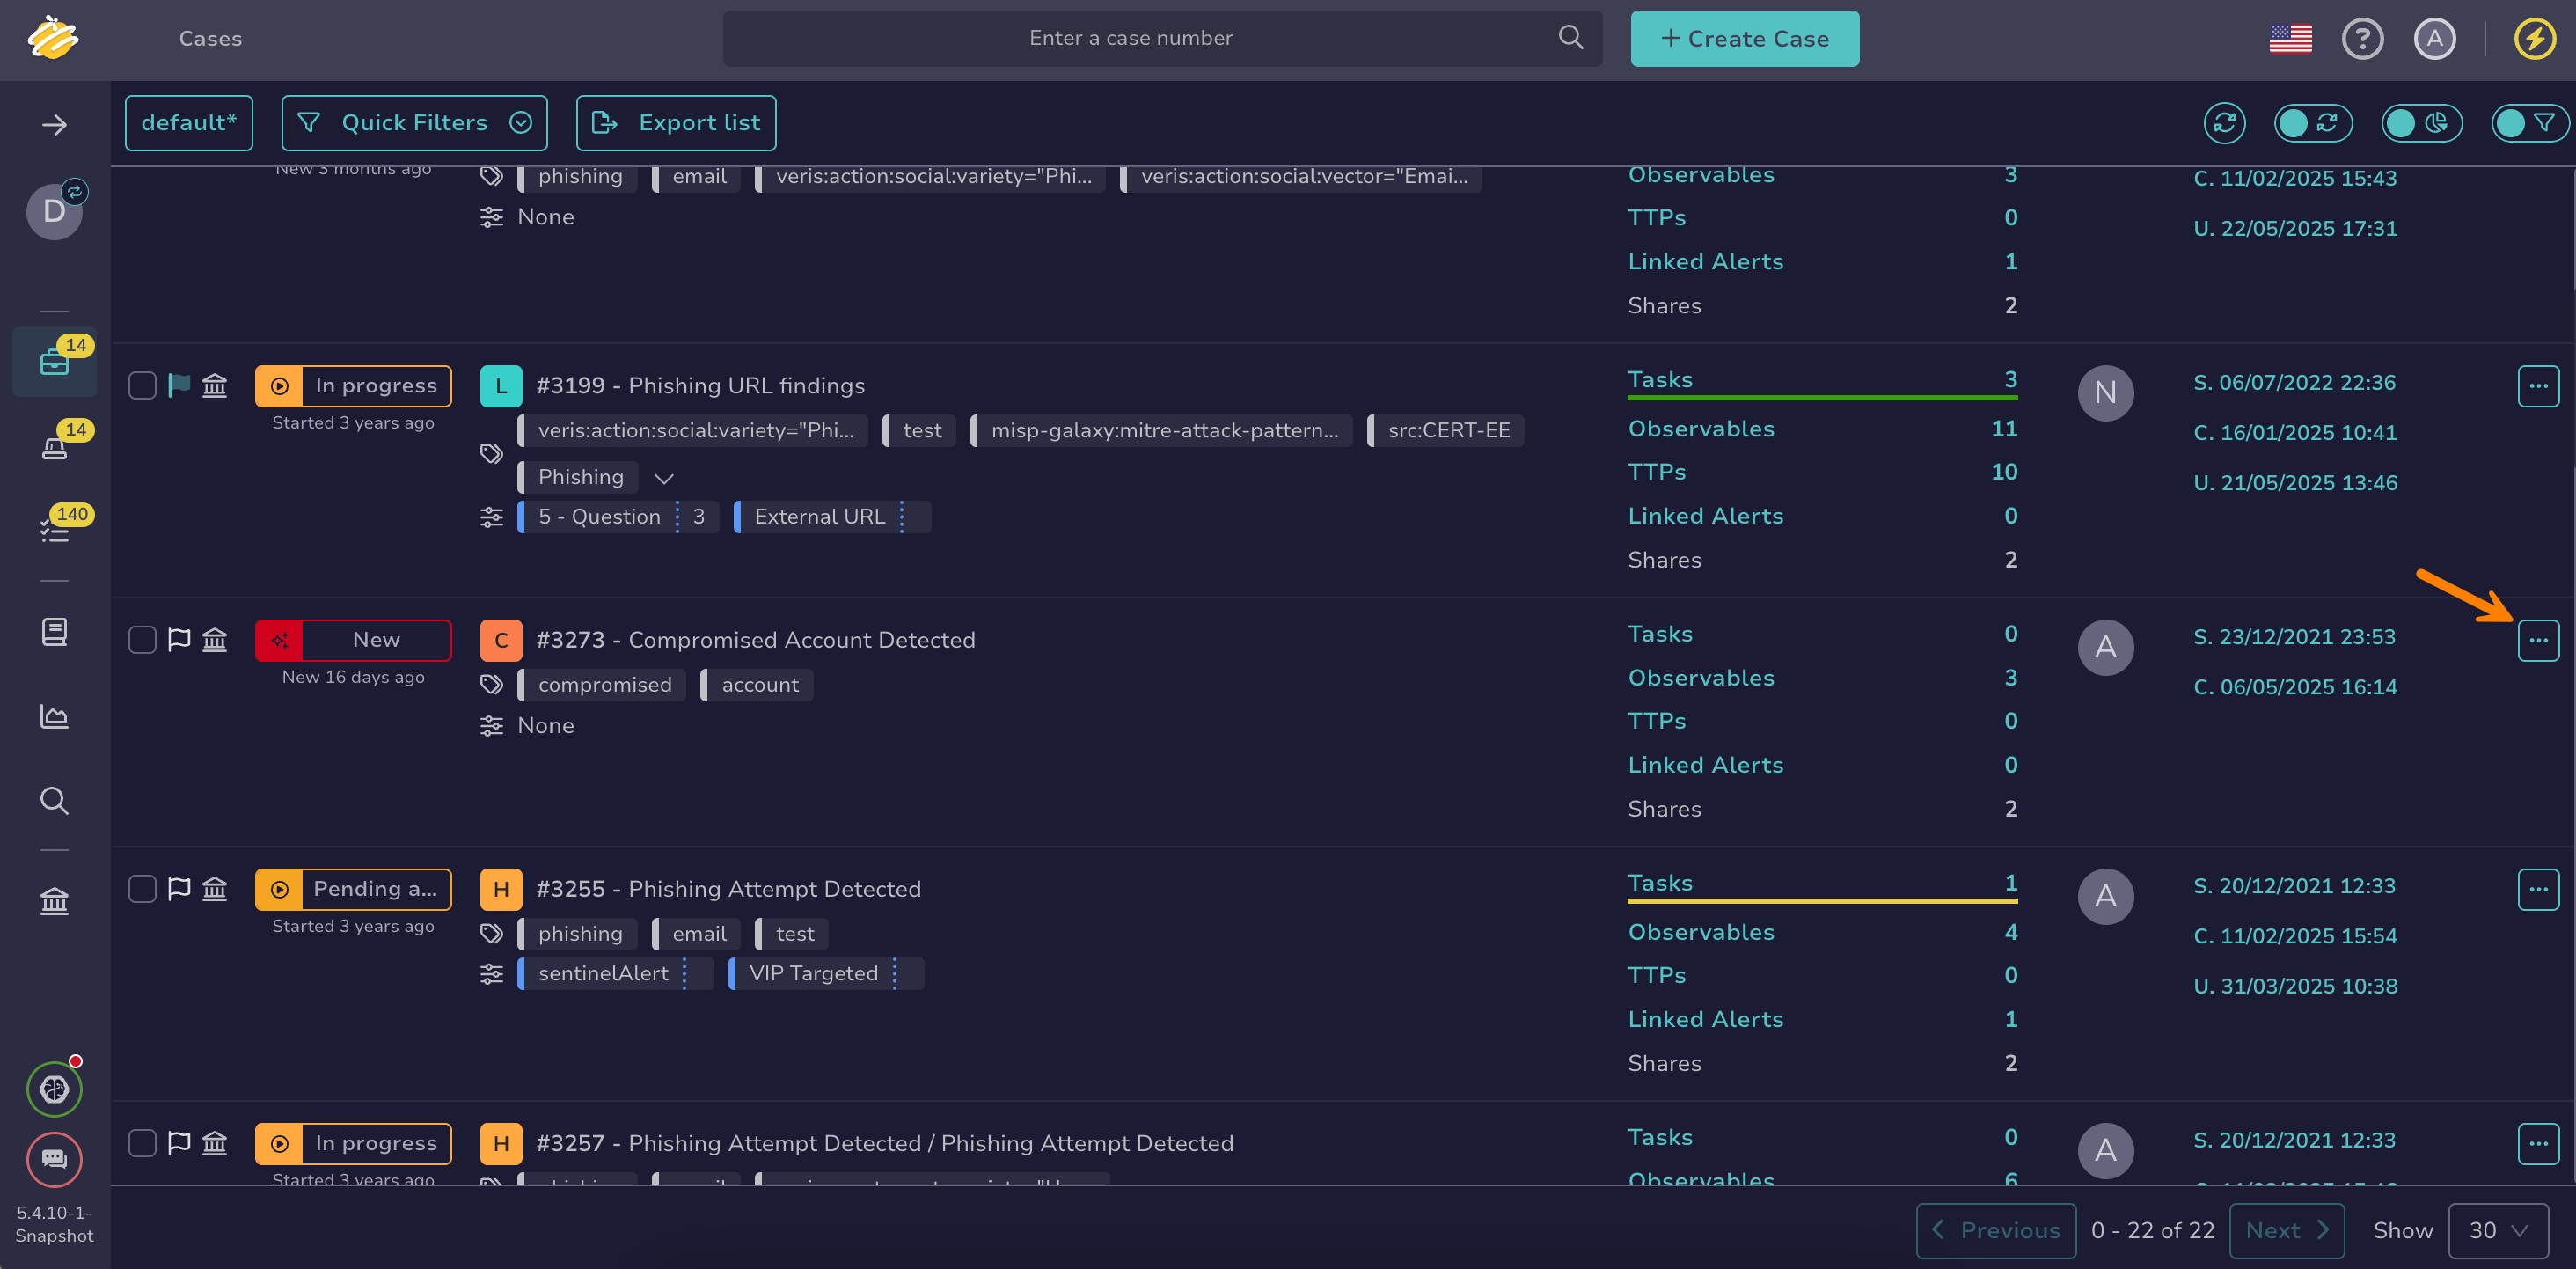 Cases
Enter a case number
+ Create Case
A
default*
Quick Filters
Export list
D
14
14
140
5.4.10-1-
Snapshot
New 3 months ago
phishing email veris:action:social:variety="Phi... veris:action:social:vector="Emai...
None
Observables 3
TTPs 0
Linked Alerts 1
Shares 2
C. 11/02/2025 15:43
U. 22/05/2025 17:31
In progress
Started 3 years ago
L #3199 - Phishing URL findings
veris:action:social:variety="Phi... test misp-galaxy:mitre-attack-pattern... src:CERT-EE
Phishing
5 - Question 3 External URL
Tasks 3
Observables 11
TTPs 10
Linked Alerts 0
Shares 2
N
S. 06/07/2022 22:36
C. 16/01/2025 10:41
U. 21/05/2025 13:46
New
New 16 days ago
C #3273 - Compromised Account Detected
compromised account
None
Tasks 0
Observables 3
TTPs 0
Linked Alerts 0
Shares 2
A
S. 23/12/2021 23:53
C. 06/05/2025 16:14
Pending a...
Started 3 years ago
H #3255 - Phishing Attempt Detected
phishing email test
sentinelAlert VIP Targeted
Tasks 1
Observables 4
TTPs 0
Linked Alerts 1
Shares 2
A
S. 20/12/2021 12:33
C. 11/02/2025 15:54
U. 31/03/2025 10:38
In progress
Started 3 years ago
H #3257 - Phishing Attempt Detected / Phishing Attempt Detected
Tasks 0
Observables 6
A
S. 20/12/2021 12:33
Previous 0 - 22 of 22 Next Show 30